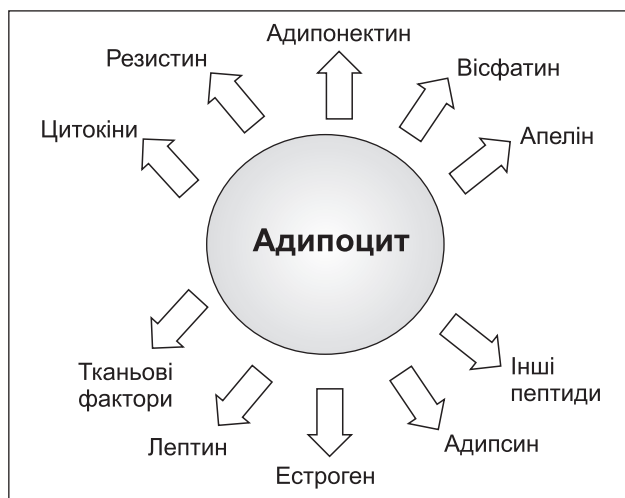 Адипонектин
Резистин
Вісфатин
Цитокіни
Апелін
Адипоцит
Тканьові
фактори
Інші
пептиди
Лептин
Адипсин
Естроген